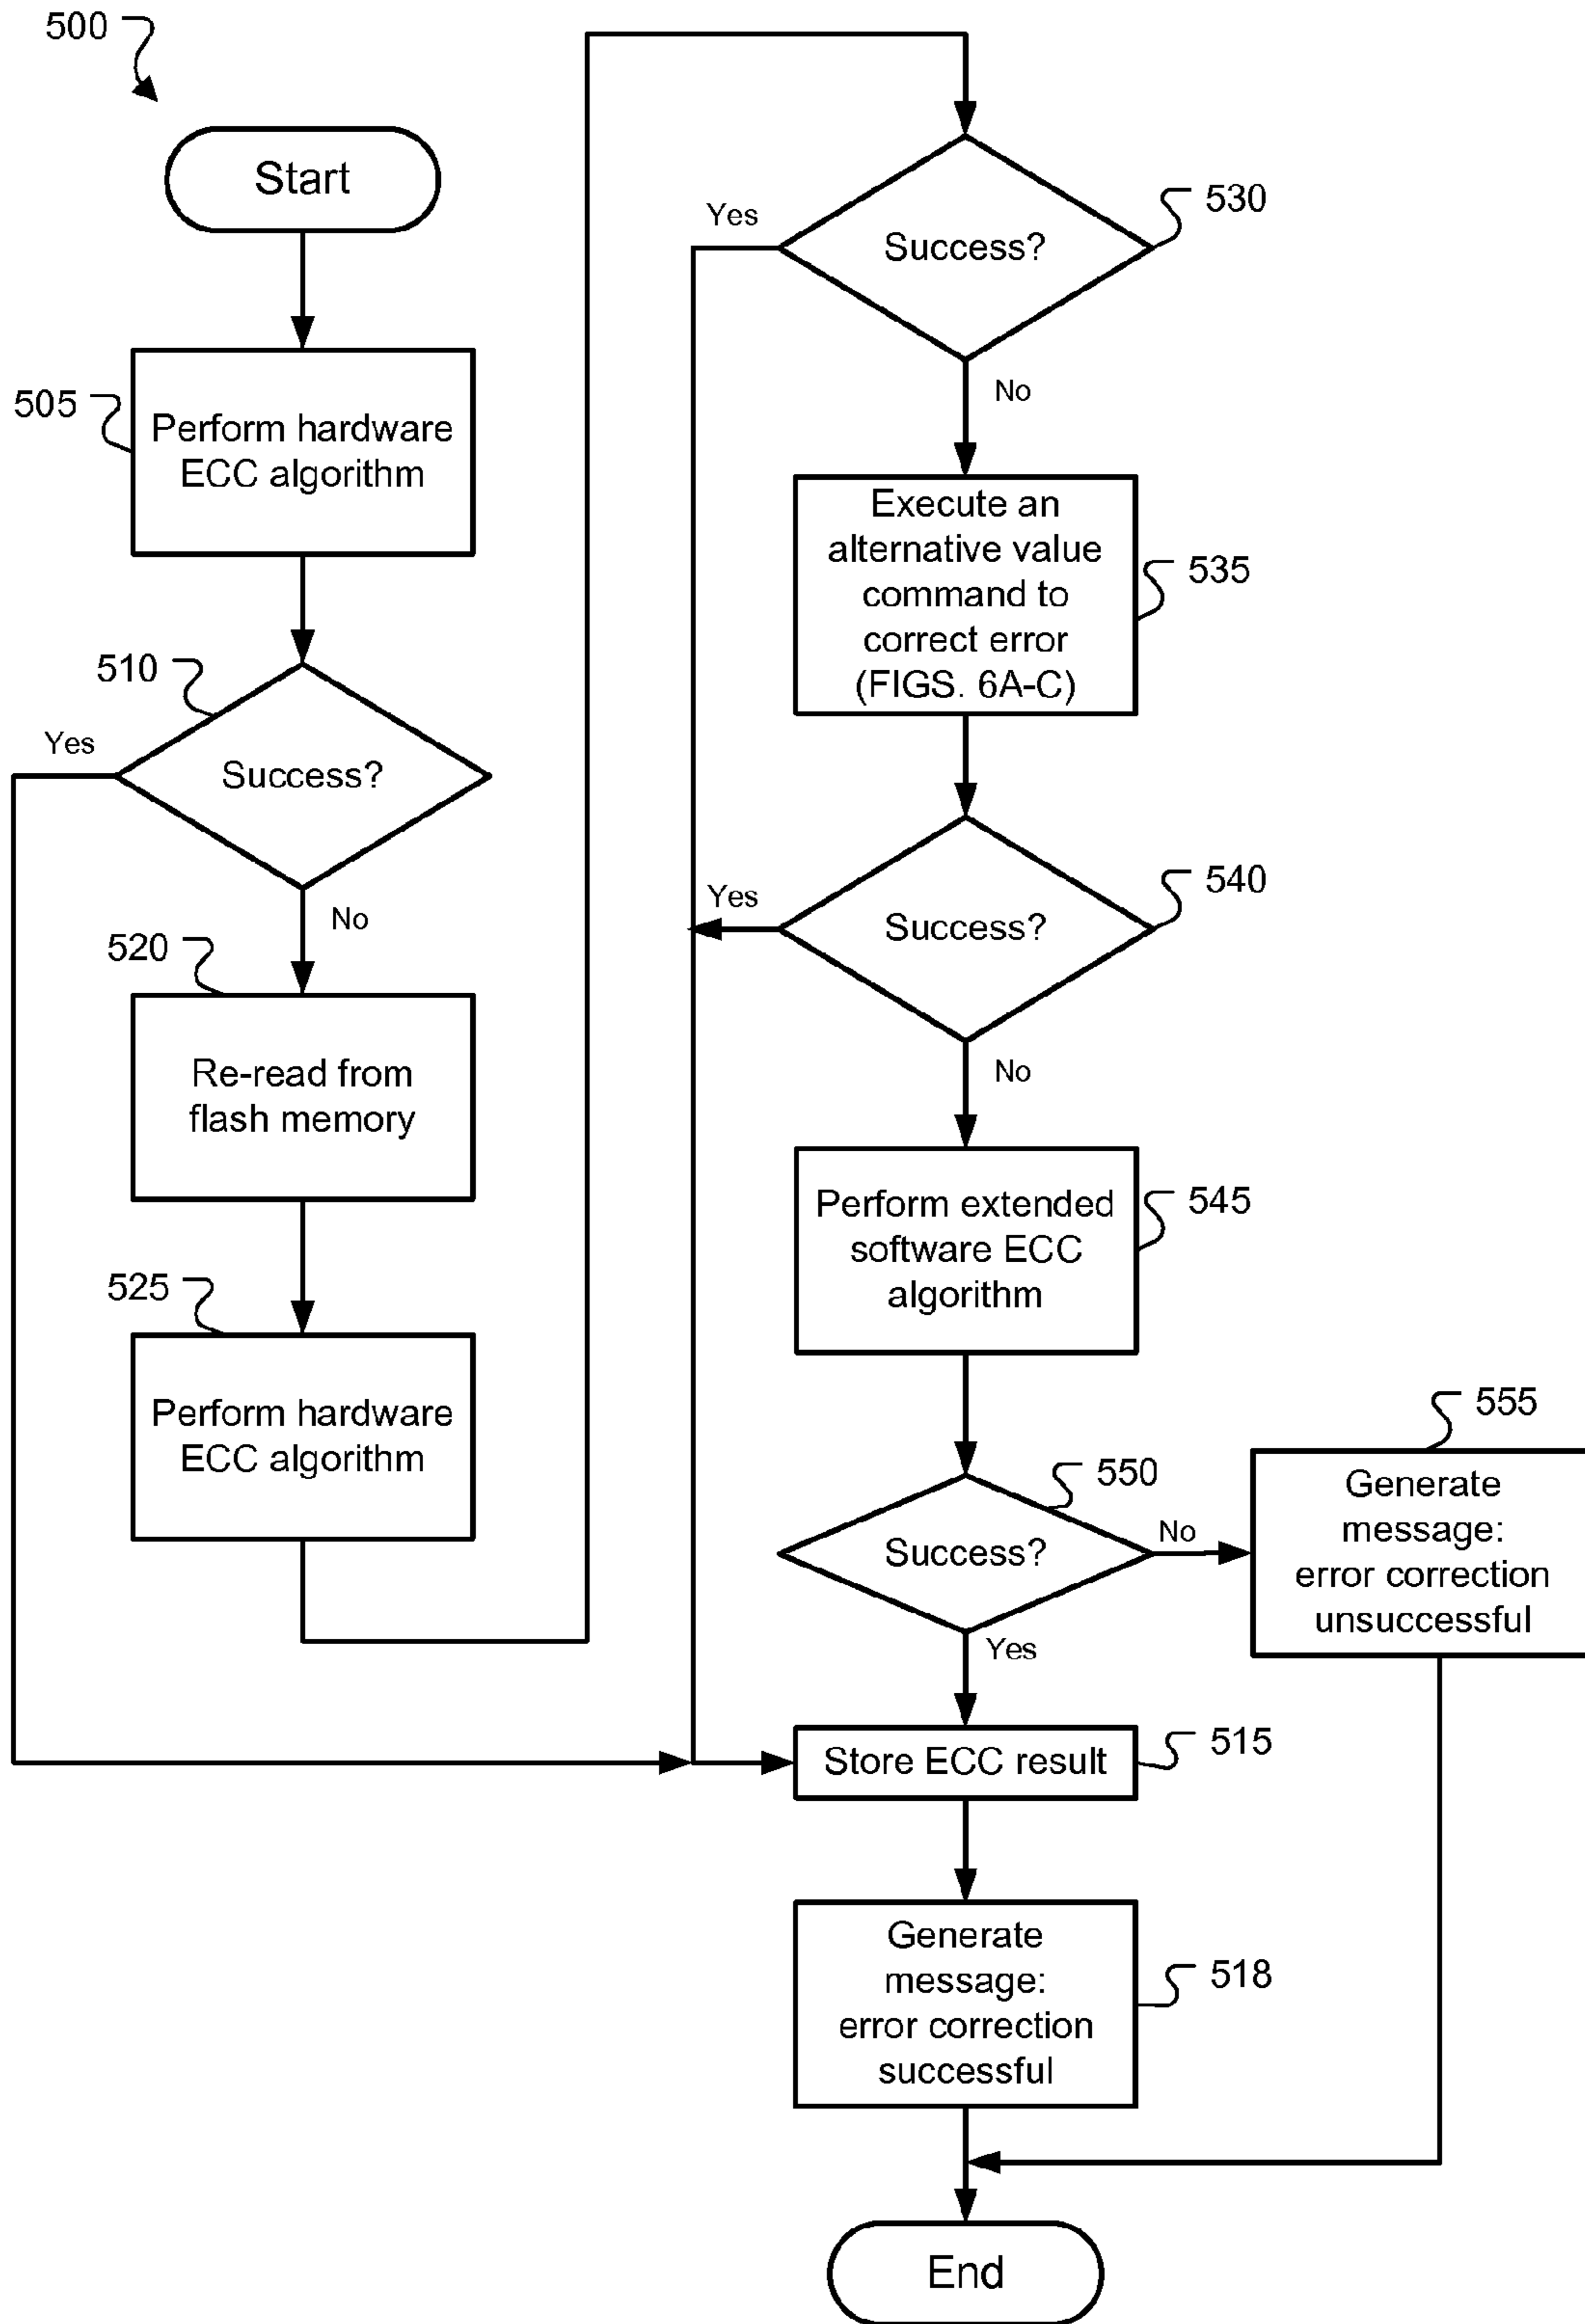 500
Start
505
Perform hardware
ECC algorithm
510
Yes
Success?
No
520
Re-read from
flash memory
525
Perform hardware
ECC algorithm
530
Yes
Success?
No
Execute an
alternative value
command to
correct error
(FIGS. 6A-C)
535
540
Yes
Success?
No
Perform extended
software ECC
algorithm
545
550
Success?
No
Yes
555
Generate
message:
error correction
unsuccessful
Store ECC result
515
Generate
message:
error correction
successful
518
End